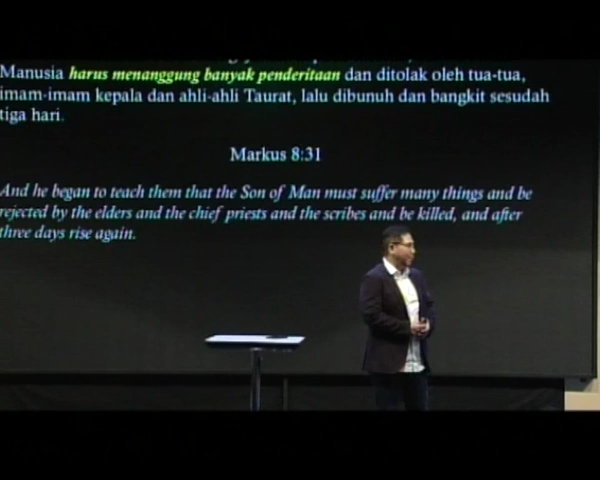 Manusia harus menanggung banyak penderitaan dan ditolak oleh tua-tua,
imam-imam kepala dan ahli-ahli Taurat, lalu dibunuh dan bangkit sesudah
tiga hari.
Markus 8:31
And he began to teach them that the Son of Man must suffer many things and be
rejected by the elders and the chief priests and the scribes and be killed, and after
three days rise again.